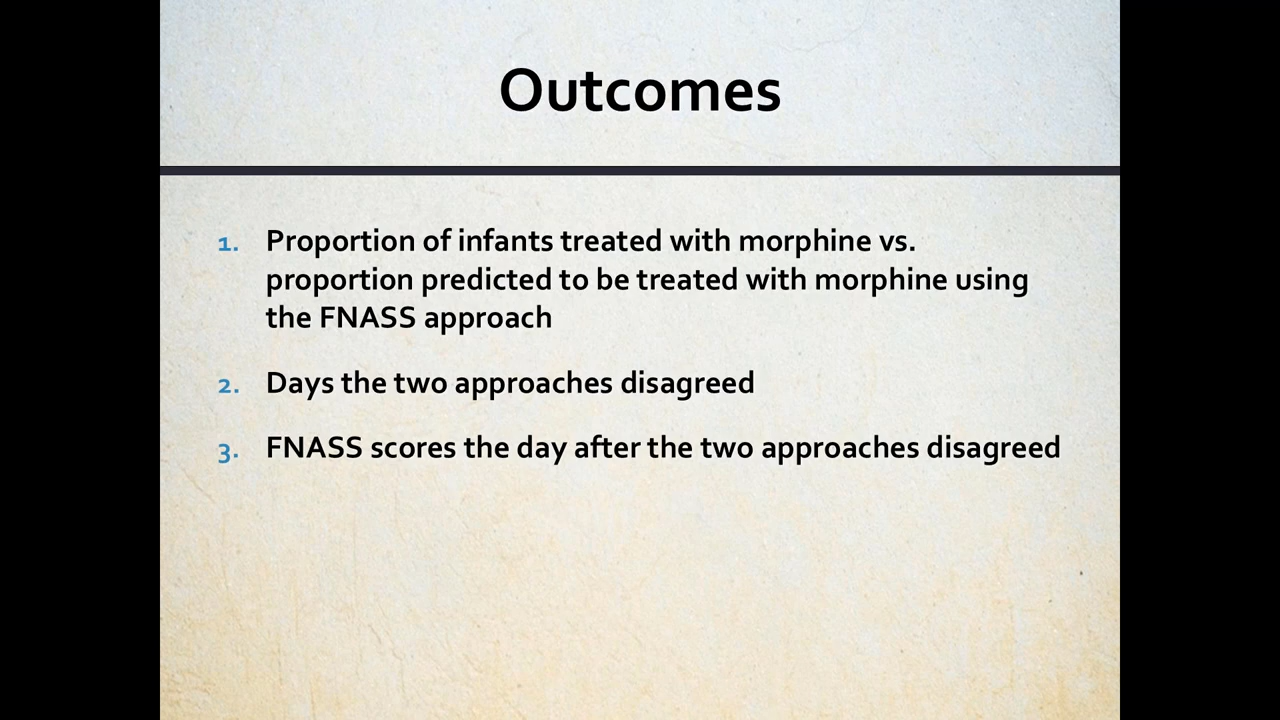 Outcomes
1. Proportion of infants treated with morphine vs.
proportion predicted to be treated with morphine using
the FNASS approach
2. Days the two approaches disagreed
3. FNASS scores the day after the two approaches disagreed